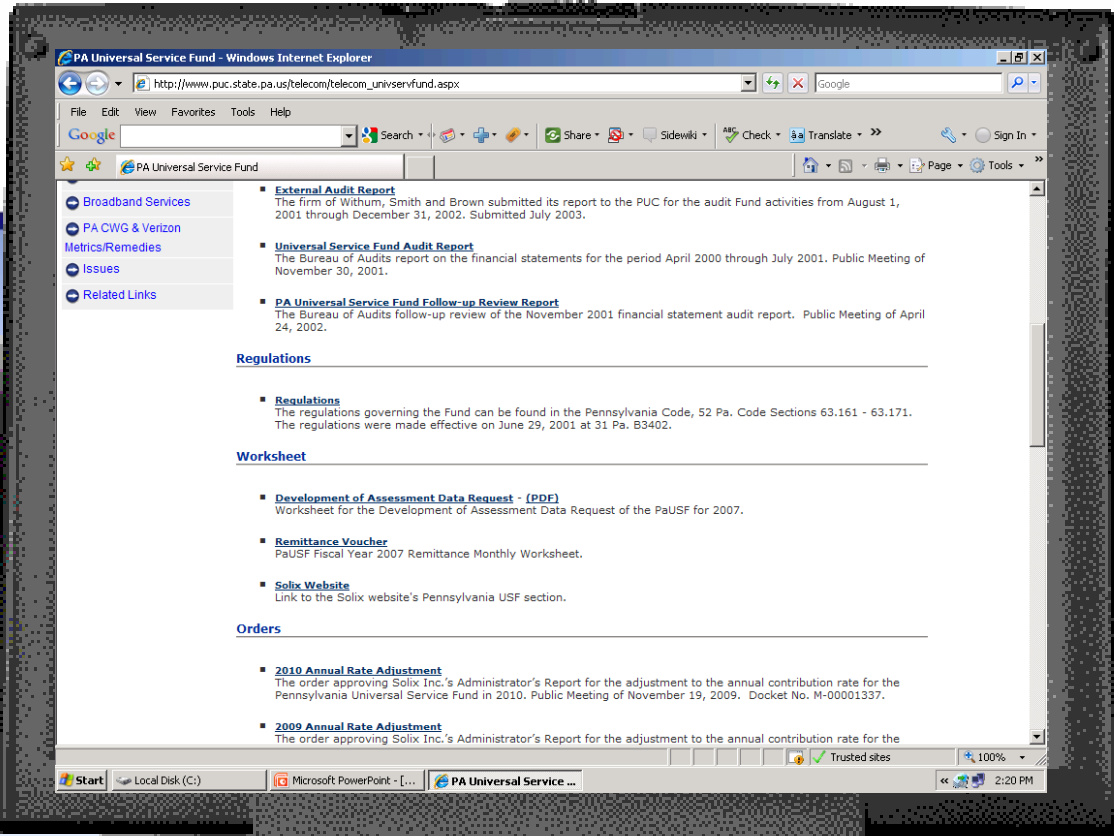 PA Universal Service Fund - Windows Internet Explorer
http://www.puc.state.pa.us/telecom/telecom_univservfund.aspx
Google
File Edit View Favorites Tools Help
Google Search Share Sidewiki ABC Check aä Translate » Sign In
PA Universal Service Fund Page Tools »
Broadband Services
PA CWG & Verizon
Metrics/Remedies
Issues
Related Links
External Audit Report
The firm of Withum, Smith and Brown submitted its report to the PUC for the audit Fund activities from August 1,
2001 through December 31, 2002. Submitted July 2003.
Universal Service Fund Audit Report
The Bureau of Audits report on the financial statements for the period April 2000 through July 2001. Public Meeting of
November 30, 2001.
PA Universal Service Fund Follow-up Review Report
The Bureau of Audits follow-up review of the November 2001 financial statement audit report. Public Meeting of April
24, 2002.
Regulations
Regulations
The regulations governing the Fund can be found in the Pennsylvania Code, 52 Pa. Code Sections 63.161 - 63.171.
The regulations were made effective on June 29, 2001 at 31 Pa. B3402.
Worksheet
Development of Assessment Data Request - (PDF)
Worksheet for the Development of Assessment Data Request of the PaUSF for 2007.
Remittance Voucher
PaUSF Fiscal Year 2007 Remittance Monthly Worksheet.
Solix Website
Link to the Solix website's Pennsylvania USF section.
Orders
2010 Annual Rate Adjustment
The order approving Solix Inc.'s Administrator's Report for the adjustment to the annual contribution rate for the
Pennsylvania Universal Service Fund in 2010. Public Meeting of November 19, 2009. Docket No. M-00001337.
2009 Annual Rate Adjustment
The order approving Solix Inc.'s Administrator's Report for the adjustment to the annual contribution rate for the
Trusted sites 100%
Start Local Disk (C:) Microsoft PowerPoint - [... PA Universal Service ... « 2:20 PM